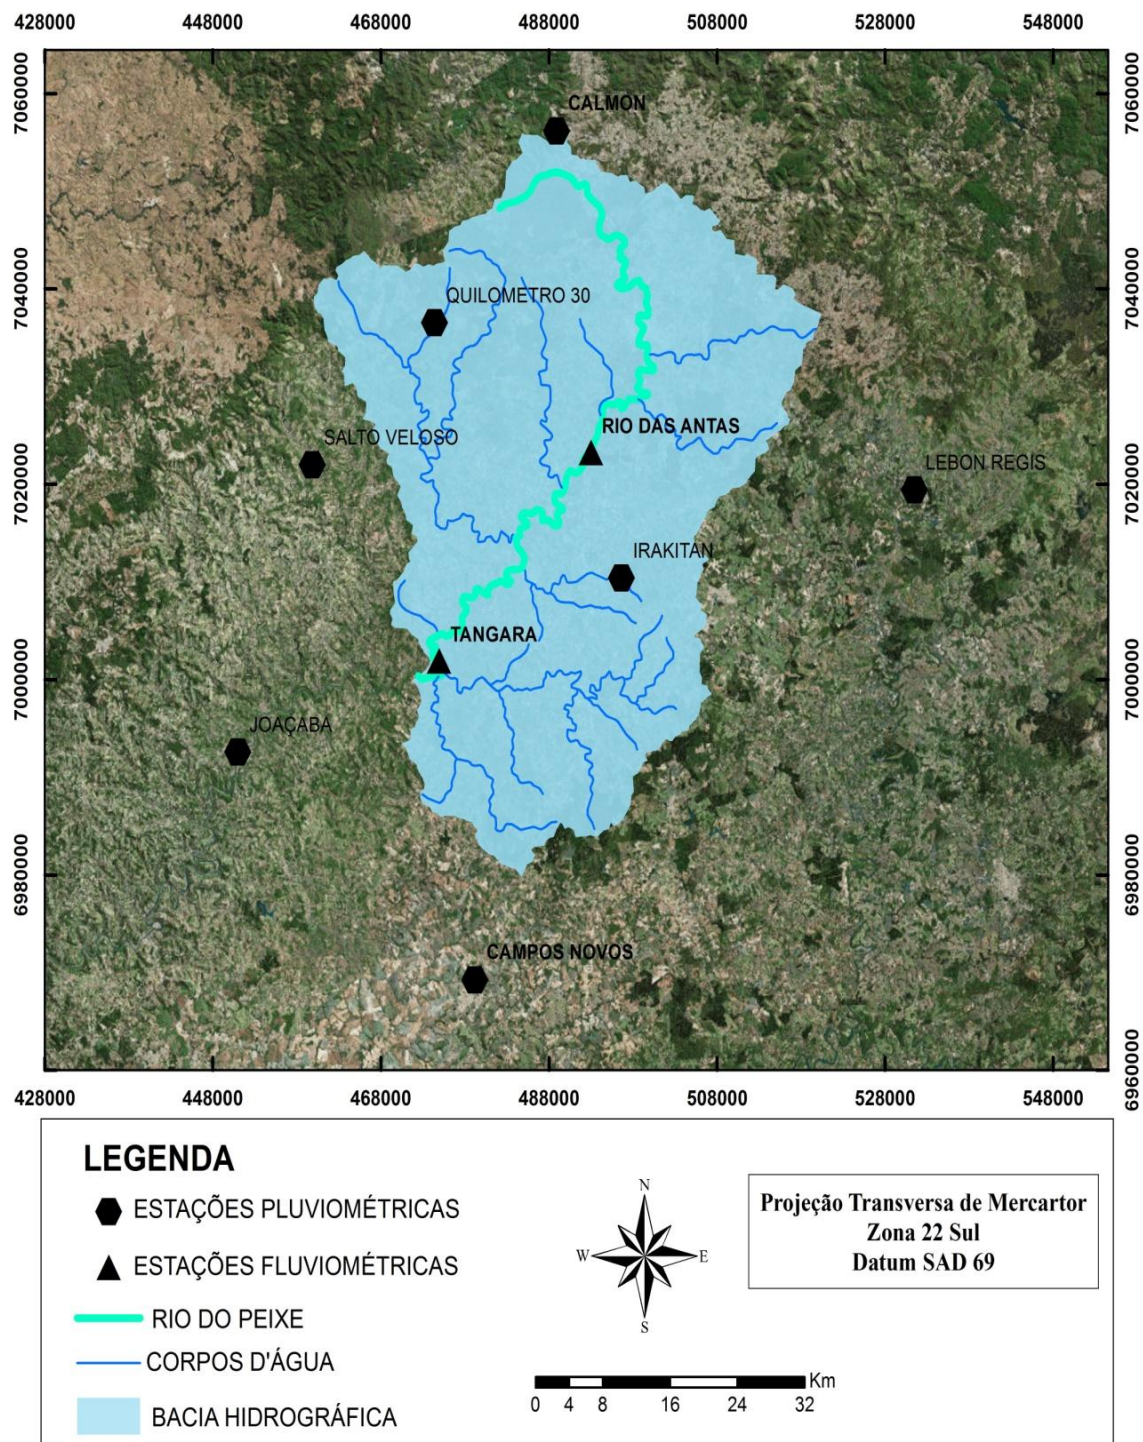 428000 448000 468000 488000 508000 528000 548000
7060000 7060000
CALMON
7040000 7040000
QUILOMETRO 30
RIO DAS ANTAS
SALTO VELOSO
LEBON REGIS
7020000 7020000
IRAKITAN
TANGARA
7000000 7000000
JOAÇABA
6980000 6980000
CAMPOS NOVOS
6960000 6960000
428000 448000 468000 488000 508000 528000 548000
LEGENDA
ESTAÇÕES PLUVIOMÉTRICAS
ESTAÇÕES FLUVIOMÉTRICAS
RIO DO PEIXE
CORPOS D'ÁGUA
BACIA HIDROGRÁFICA
N
W E
S
Projeção Transversa de Mercartor
Zona 22 Sul
Datum SAD 69
Km
0 4 8 16 24 32